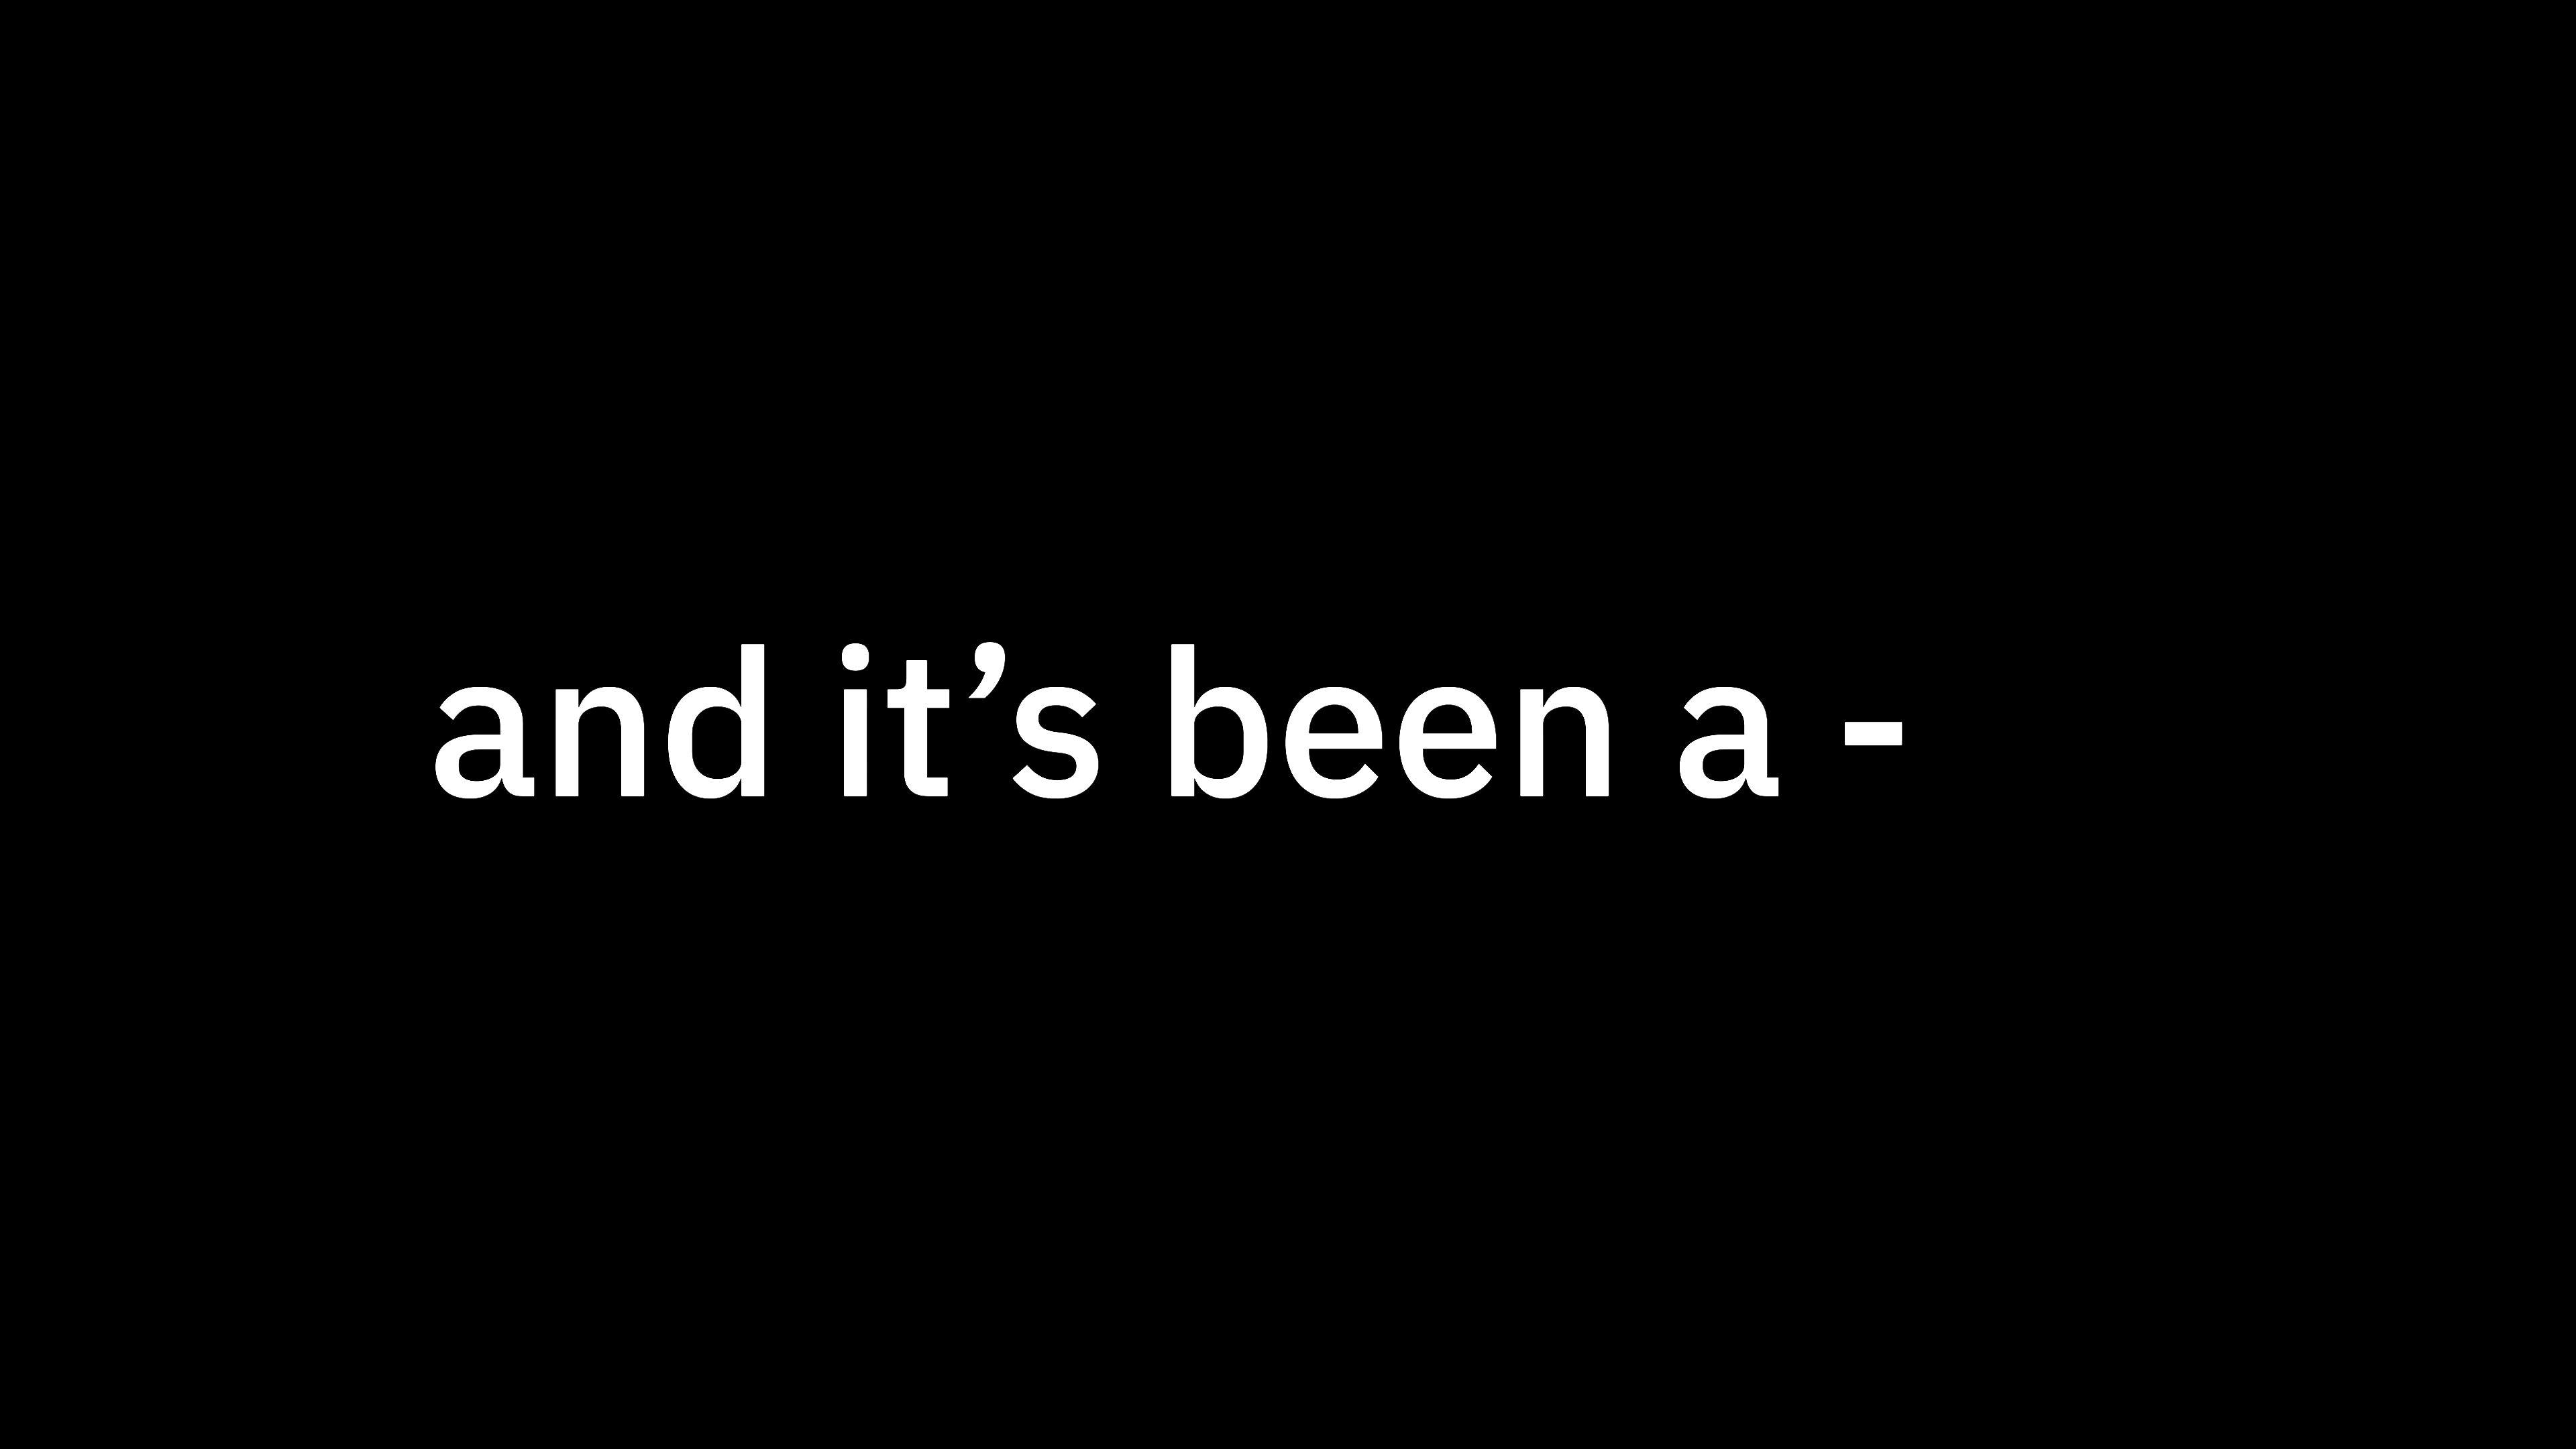 and it’s been a -